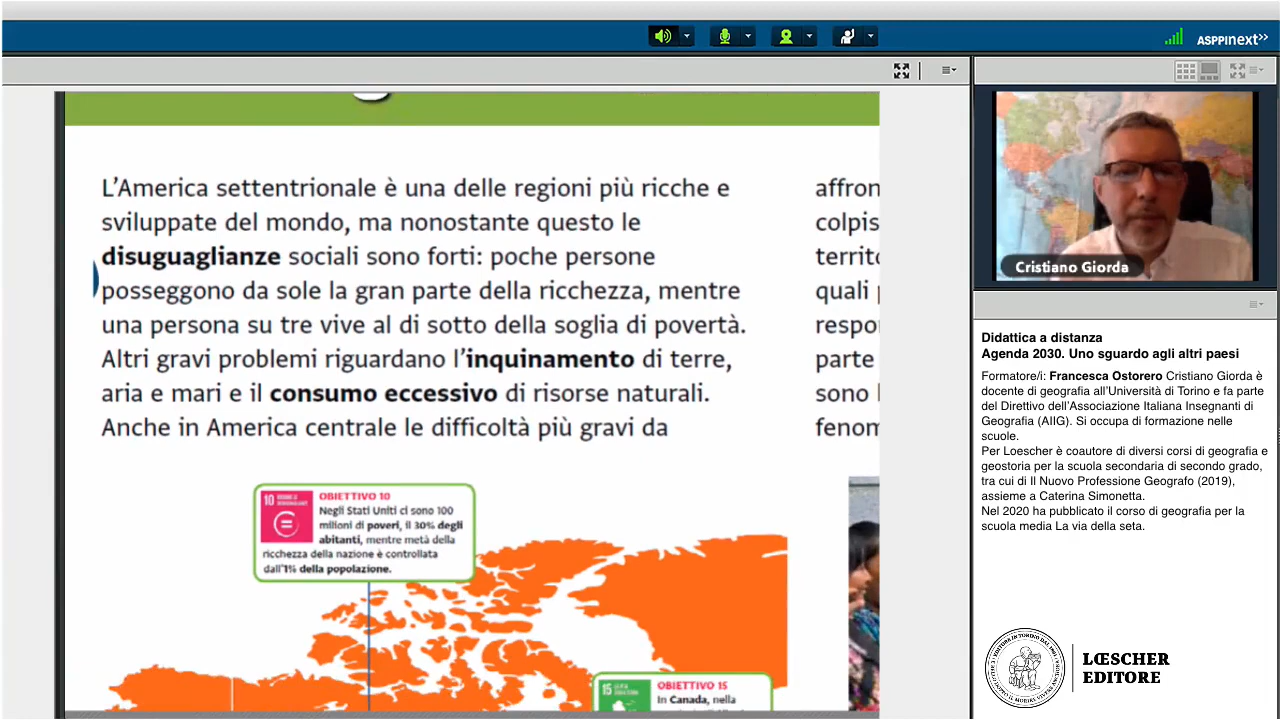 ASPPInext>>
L'America settentrionale è una delle regioni più ricche e
sviluppate del mondo, ma nonostante questo le
disuguaglianze sociali sono forti: poche persone
posseggono da sole la gran parte della ricchezza, mentre
una persona su tre vive al di sotto della soglia di povertà.
Altri gravi problemi riguardano l'inquinamento di terre,
aria e mari e il consumo eccessivo di risorse naturali.
Anche in America centrale le difficoltà più gravi da
affron
colpis
territo
quali
respon
parte
sono
fenom
10
OBIETTIVO 10
Negli Stati Uniti ci sono 100
milioni di poveri, il 30% degli
abitanti, mentre metà della
ricchezza della nazione è controllata
dall'1% della popolazione.
15
OBIETTIVO 15
In Canada, nella
Cristiano Giorda
Didattica a distanza
Agenda 2030. Uno sguardo agli altri paesi
Formatore/i: Francesca Ostorero Cristiano Giorda è
docente di geografia all'Università di Torino e fa parte
del Direttivo dell'Associazione Italiana Insegnanti di
Geografia (AIIG). Si occupa di formazione nelle
scuole.
Per Loescher è coautore di diversi corsi di geografia e
geostoria per la scuola secondaria di secondo grado,
tra cui di Il Nuovo Professione Geografo (2019),
assieme a Caterina Simonetta.
Nel 2020 ha pubblicato il corso di geografia per la
scuola media La via della seta.
LŒSCHER
EDITORE